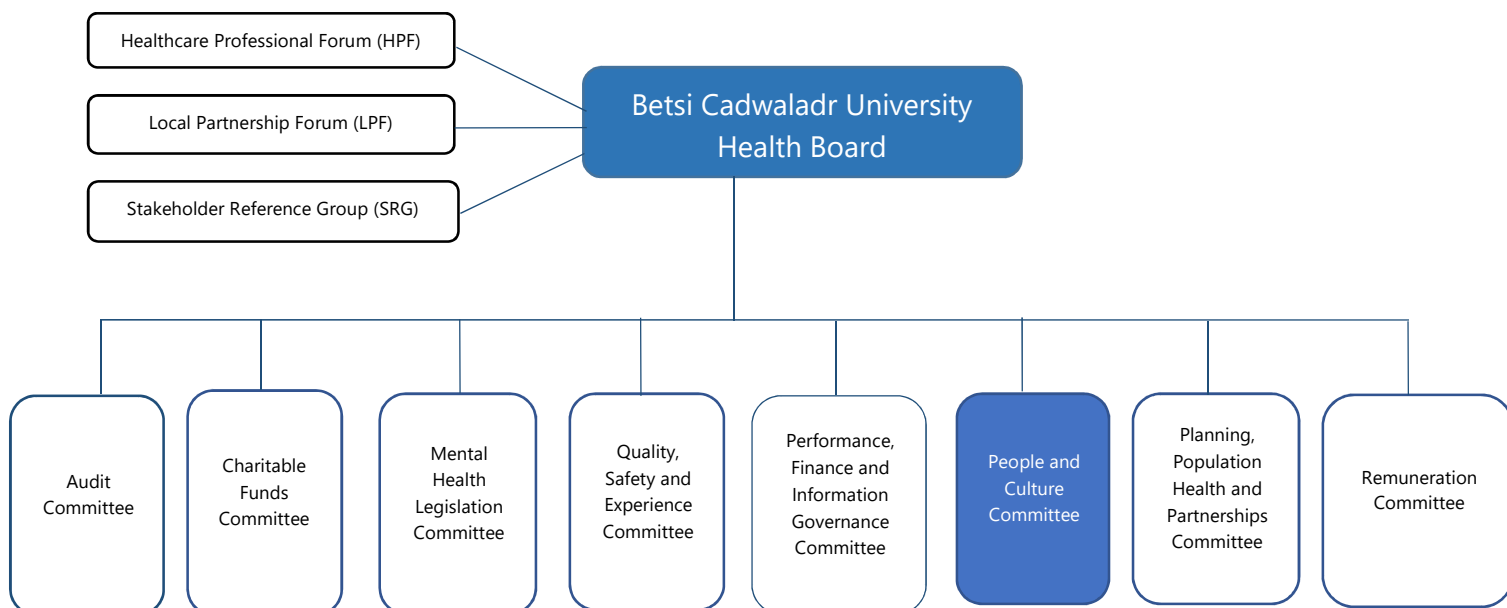 Healthcare Professional Forum (HPF)
Local Partnership Forum (LPF)
Stakeholder Reference Group (SRG)
Betsi Cadwaladr University
Health Board
Audit
Committee
Charitable
Funds
Committee
Mental
Health
Legislation
Committee
Quality,
Safety and
Experience
Committee
Performance,
Finance and
Information
Governance
Committee
People and
Culture
Committee
Planning,
Population
Health and
Partnerships
Committee
Remuneration
Committee